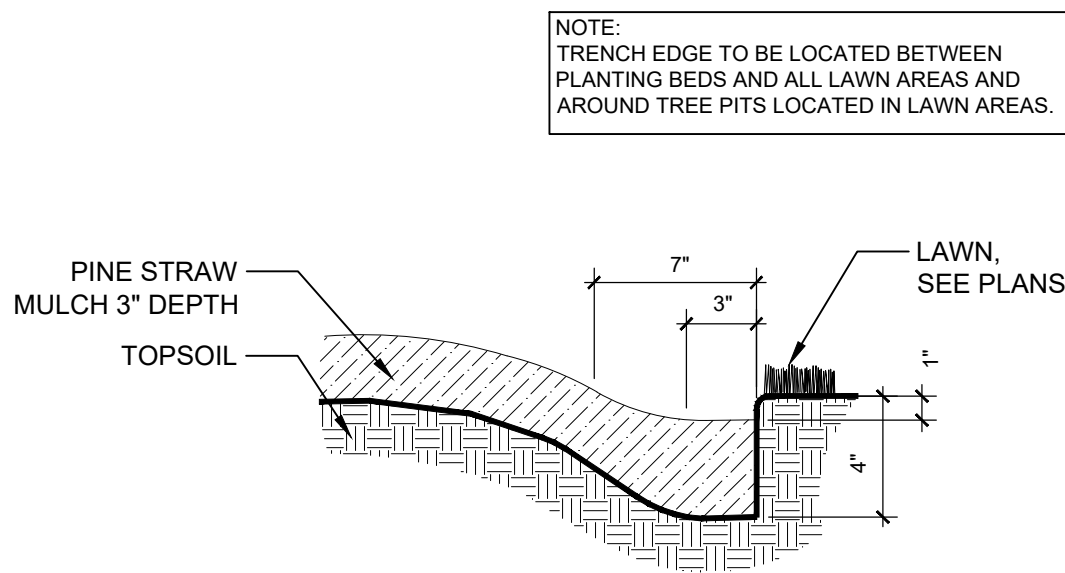 NOTE:
TRENCH EDGE TO BE LOCATED BETWEEN
PLANTING BEDS AND ALL LAWN AREAS AND
AROUND TREE PITS LOCATED IN LAWN AREAS.
PINE STRAW
MULCH 3" DEPTH
TOPSOIL
7"
3"
LAWN,
SEE PLANS
1"
4"